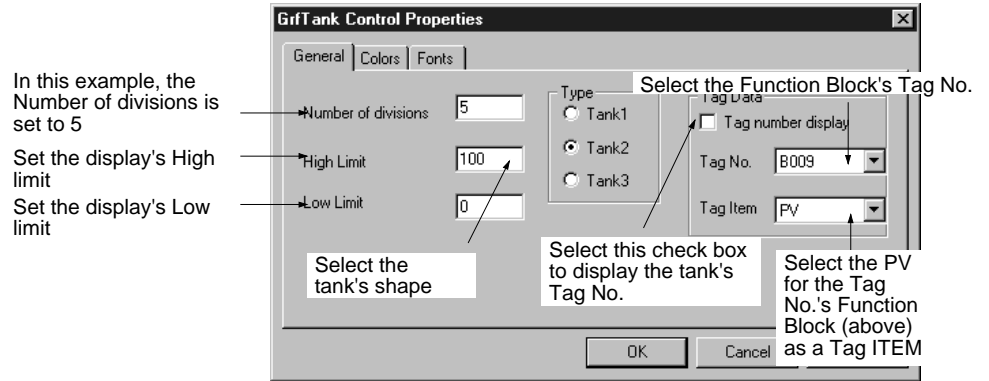 GrfTank Control Properties
General
Colors
Fonts
In this example, the
Number of divisions is
set to 5
Set the display's High
limit
Set the display's Low
limit
Number of divisions
5
High Limit
100
Low Limit
0
Type
Tank1
Tank2
Tank3
Select the Function Block's Tag No.
Tag Data
Tag number display
Tag No.
B009
Tag Item
PV
Select the
tank's shape
Select this check box
to display the tank's
Tag No.
Select the PV
for the Tag
No.'s Function
Block (above)
as a Tag ITEM
OK
Cancel